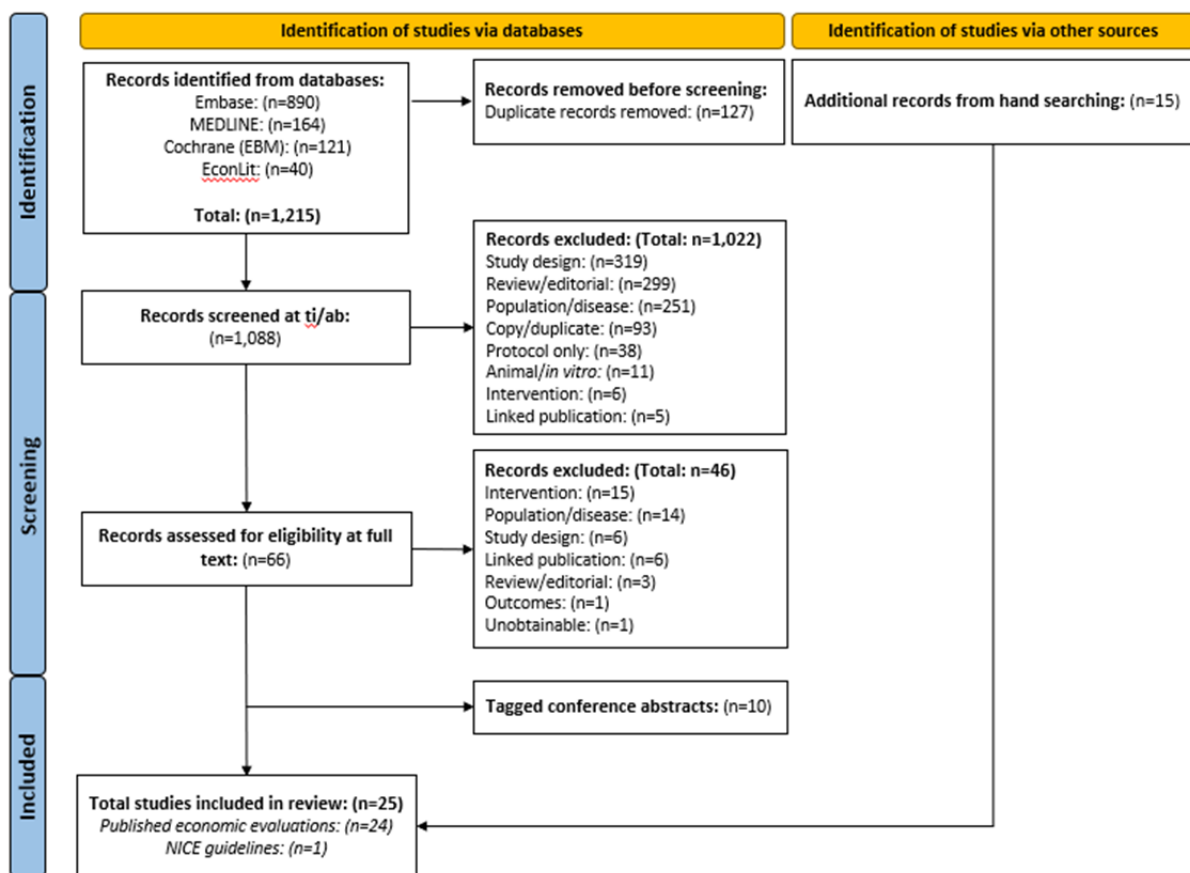 Identification of studies via databases
Identification of studies via other sources
Identification
Records identified from databases:
Embase: (n=890)
MEDLINE: (n=164)
Cochrane (EBM): (n=121)
EconLit: (n=40)
Total: (n=1,215)
Records removed before screening:
Duplicate records removed: (n=127)
Additional records from hand searching: (n=15)
Screening
Records screened at ti/ab:
(n=1,088)
Records excluded: (Total: n=1,022)
Study design: (n=319)
Review/editorial: (n=299)
Population/disease: (n=251)
Copy/duplicate: (n=93)
Protocol only: (n=38)
Animal/in vitro: (n=11)
Intervention: (n=6)
Linked publication: (n=5)
Records assessed for eligibility at full
text: (n=66)
Records excluded: (Total: n=46)
Intervention: (n=15)
Population/disease: (n=14)
Study design: (n=6)
Linked publication: (n=6)
Review/editorial: (n=3)
Outcomes: (n=1)
Unobtainable: (n=1)
Included
Tagged conference abstracts: (n=10)
Total studies included in review: (n=25)
Published economic evaluations: (n=24)
NICE guidelines: (n=1)